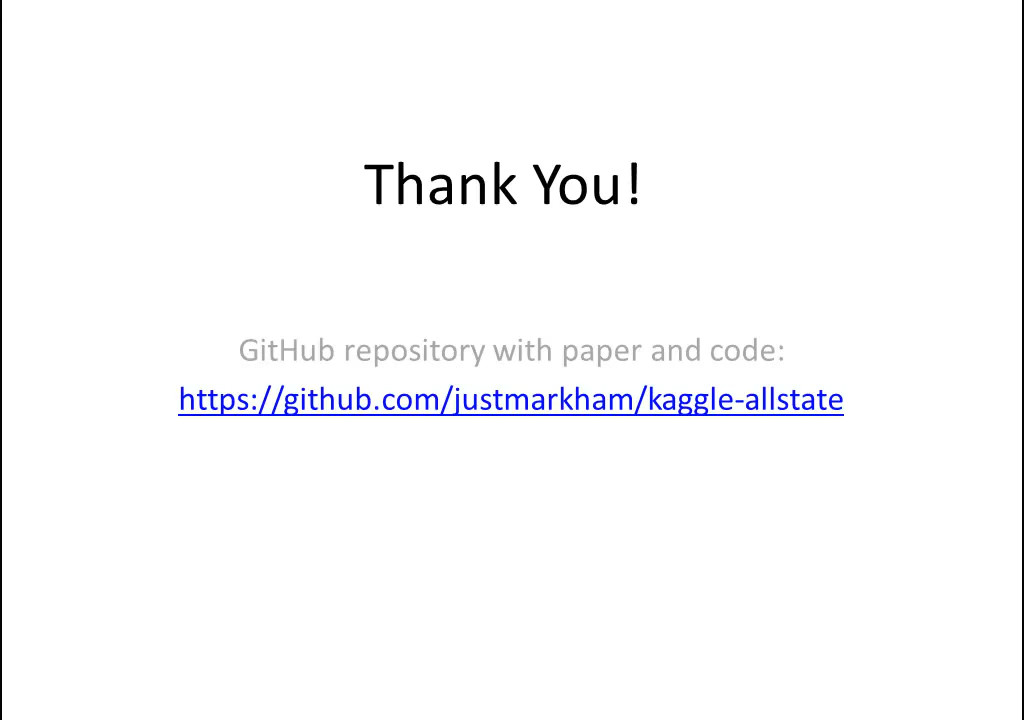 Thank You!
GitHub repository with paper and code:
https://github.com/justmarkham/kaggle-allstate